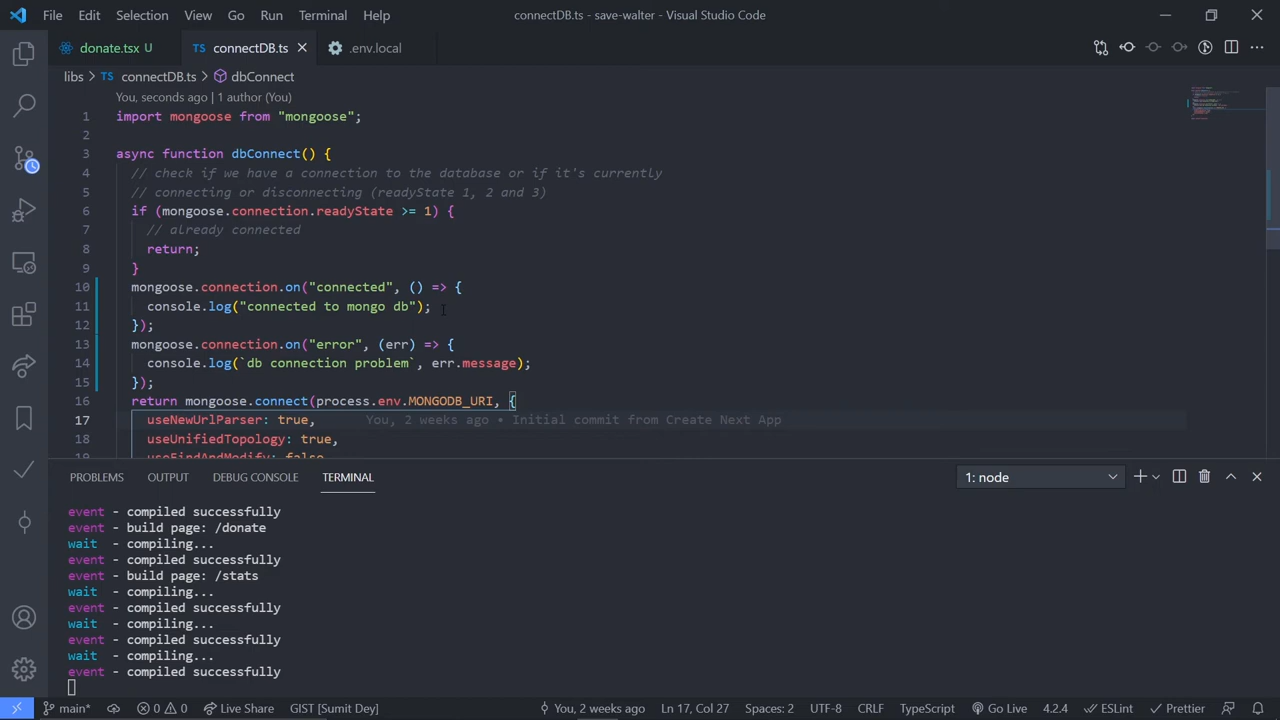 File Edit Selection View Go Run Terminal Help connectDB.ts - save-walter - Visual Studio Code
donate.tsx U TS connectDB.ts .env.local
libs > TS connectDB.ts > dbConnect
You, seconds ago | 1 author (You)
1 import mongoose from "mongoose";
2
3 async function dbConnect() {
4 // check if we have a connection to the database or if it's currently
5 // connecting or disconnecting (readyState 1, 2 and 3)
6 if (mongoose.connection.readyState >= 1) {
7 // already connected
8 return;
9 }
10 mongoose.connection.on("connected", () => {
11 console.log("connected to mongo db");
12 });
13 mongoose.connection.on("error", (err) => {
14 console.log(`db connection problem`, err.message);
15 });
16 return mongoose.connect(process.env.MONGODB_URI, {
17 useNewUrlParser: true, You, 2 weeks ago • Initial commit from Create Next App
18 useUnifiedTopology: true,
19 useFindAndModify: false
PROBLEMS OUTPUT DEBUG CONSOLE TERMINAL 1: node
event - compiled successfully
event - build page: /donate
wait - compiling...
event - compiled successfully
event - build page: /stats
wait - compiling...
event - compiled successfully
wait - compiling...
event - compiled successfully
wait - compiling...
event - compiled successfully
main* 0 0 Live Share GIST [Sumit Dey] You, 2 weeks ago Ln 17, Col 27 Spaces: 2 UTF-8 CRLF TypeScript Go Live 4.2.4 ESLint Prettier